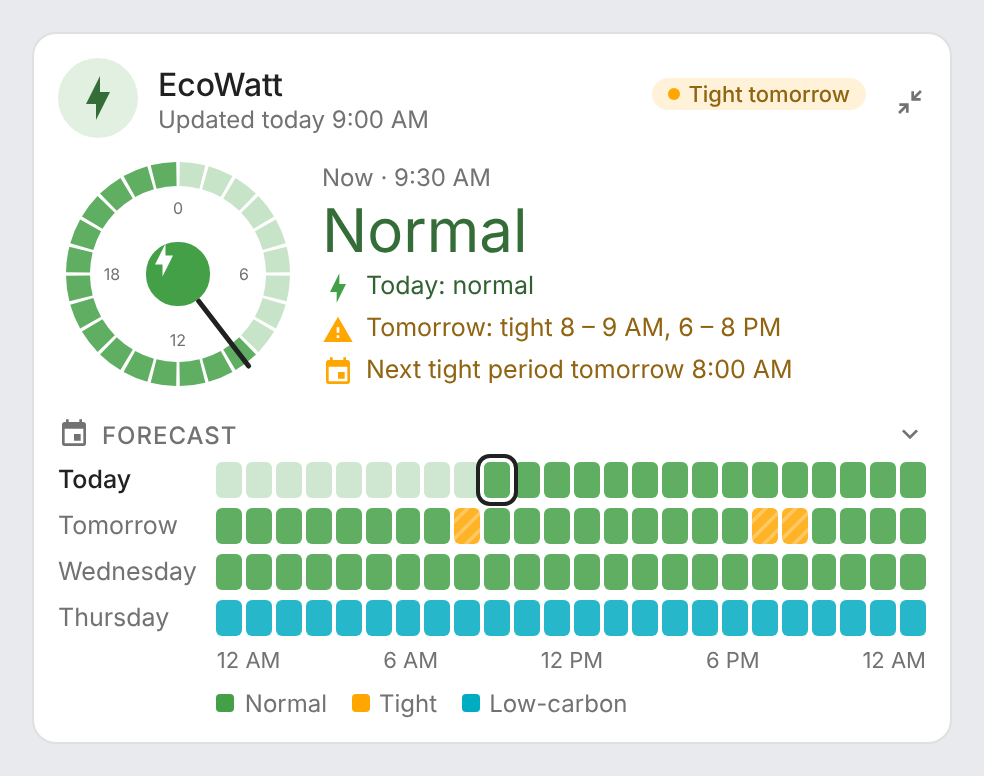 EcoWatt
Updated today 9:00 AM
Tight tomorrow
0
6
12
18
Now · 9:30 AM
Normal
Today: normal
Tomorrow: tight 8 – 9 AM, 6 – 8 PM
Next tight period tomorrow 8:00 AM
FORECAST
Today
Tomorrow
Wednesday
Thursday
12 AM 6 AM 12 PM 6 PM 12 AM
Normal Tight Low-carbon